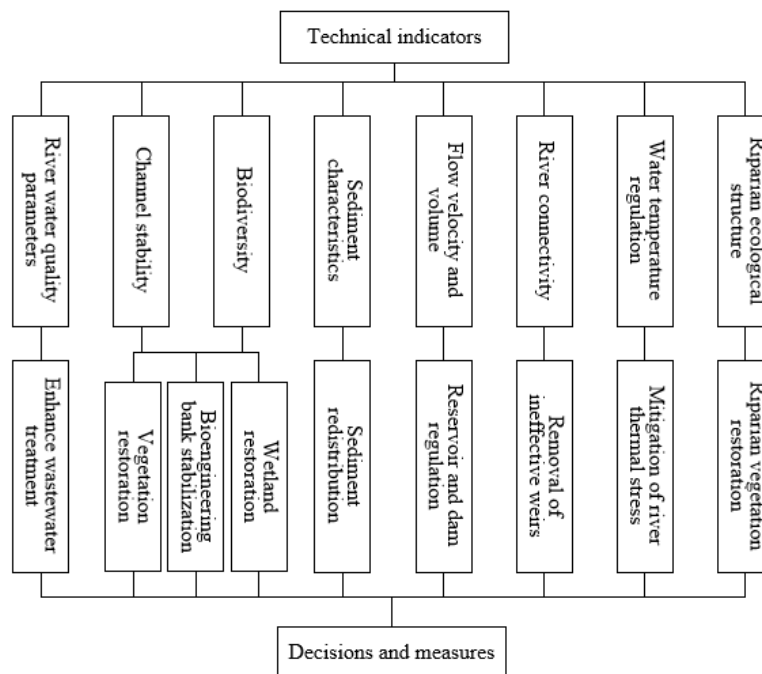 Technical indicators
River water quality
parameters
Channel stability
Biodiversity
Sediment
characteristics
Flow velocity and
volume
River connectivity
Water temperature
regulation
Riparian ecological
structure
Enhance wastewater
treatment
Vegetation
restoration
Bioengineering
bank stabilization
Wetland
restoration
Sediment
redistribution
Reservoir and dam
regulation
Removal of
ineffective weirs
Mitigation of river
thermal stress
Riparian vegetation
restoration
Decisions and measures